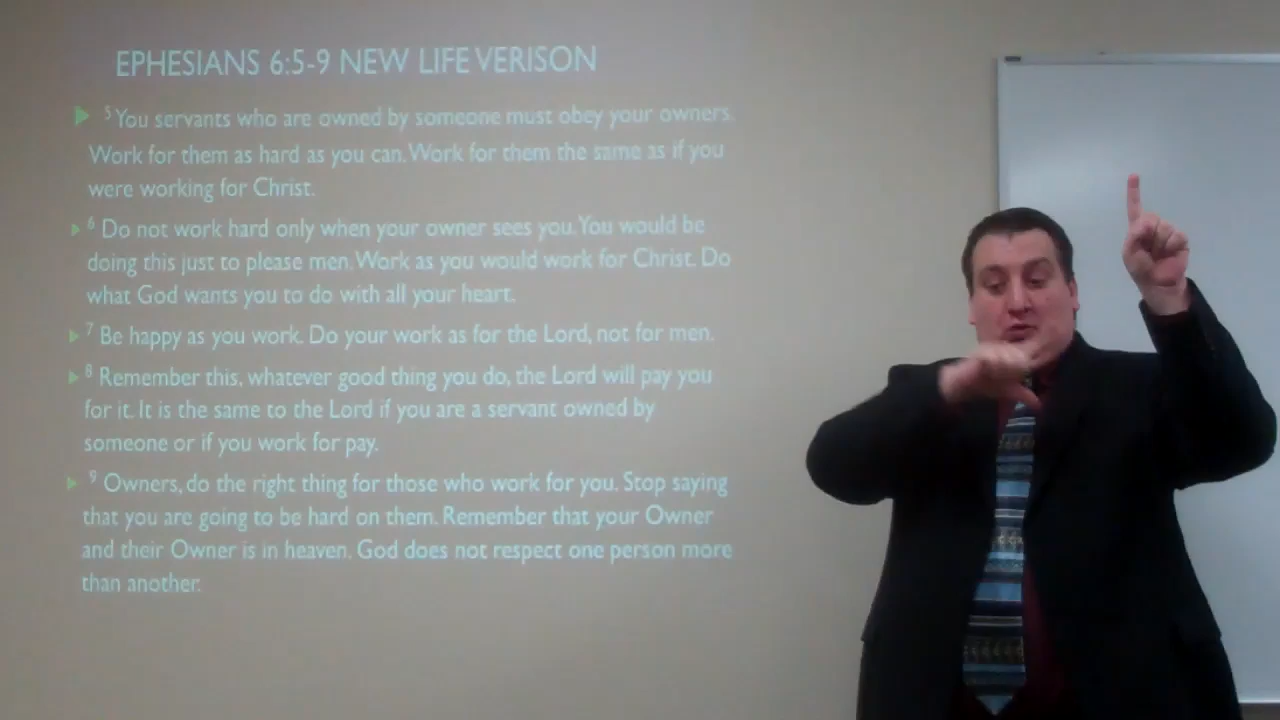 EPHESIANS 6:5-9 NEW LIFE VERISON
5 You servants who are owned by someone must obey your owners.
Work for them as hard as you can. Work for them the same as if you
were working for Christ.
6 Do not work hard only when your owner sees you. You would be
doing this just to please men. Work as you would work for Christ. Do
what God wants you to do with all your heart.
7 Be happy as you work. Do your work as for the Lord, not for men.
8 Remember this, whatever good thing you do, the Lord will pay you
for it. It is the same to the Lord if you are a servant owned by
someone or if you work for pay.
9 Owners, do the right thing for those who work for you. Stop saying
that you are going to be hard on them. Remember that your Owner
and their Owner is in heaven. God does not respect one person more
than another.